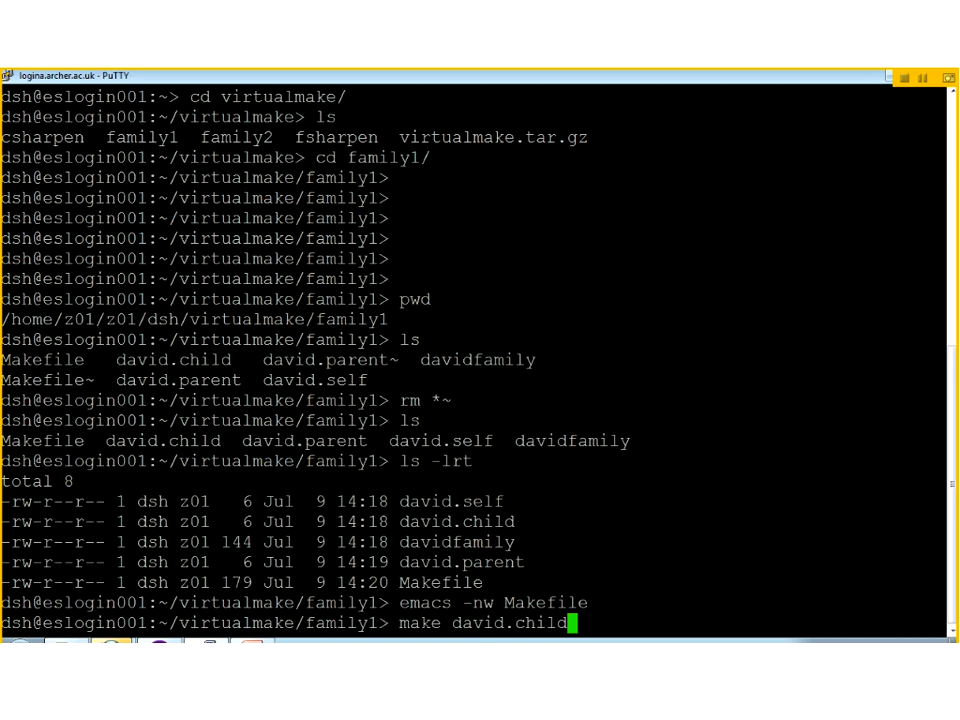 logina.archer.ac.uk - PuTTY
dsh@eslogin001:~> cd virtualmake/
dsh@eslogin001:~/virtualmake> ls
csharpen  family1  family2  fsharpen  virtualmake.tar.gz
dsh@eslogin001:~/virtualmake> cd family1/
dsh@eslogin001:~/virtualmake/family1>
dsh@eslogin001:~/virtualmake/family1>
dsh@eslogin001:~/virtualmake/family1>
dsh@eslogin001:~/virtualmake/family1>
dsh@eslogin001:~/virtualmake/family1>
dsh@eslogin001:~/virtualmake/family1>
dsh@eslogin001:~/virtualmake/family1> pwd
/home/z01/z01/dsh/virtualmake/family1
dsh@eslogin001:~/virtualmake/family1> ls
Makefile   david.child   david.parent~  davidfamily
Makefile~  david.parent  david.self
dsh@eslogin001:~/virtualmake/family1> rm *~
dsh@eslogin001:~/virtualmake/family1> ls
Makefile  david.child  david.parent  david.self  davidfamily
dsh@eslogin001:~/virtualmake/family1> ls -lrt
total 8
-rw-r--r-- 1 dsh z01   6 Jul  9 14:18 david.self
-rw-r--r-- 1 dsh z01   6 Jul  9 14:18 david.child
-rw-r--r-- 1 dsh z01 144 Jul  9 14:18 davidfamily
-rw-r--r-- 1 dsh z01   6 Jul  9 14:19 david.parent
-rw-r--r-- 1 dsh z01 179 Jul  9 14:20 Makefile
dsh@eslogin001:~/virtualmake/family1> emacs -nw Makefile
dsh@eslogin001:~/virtualmake/family1> make david.child